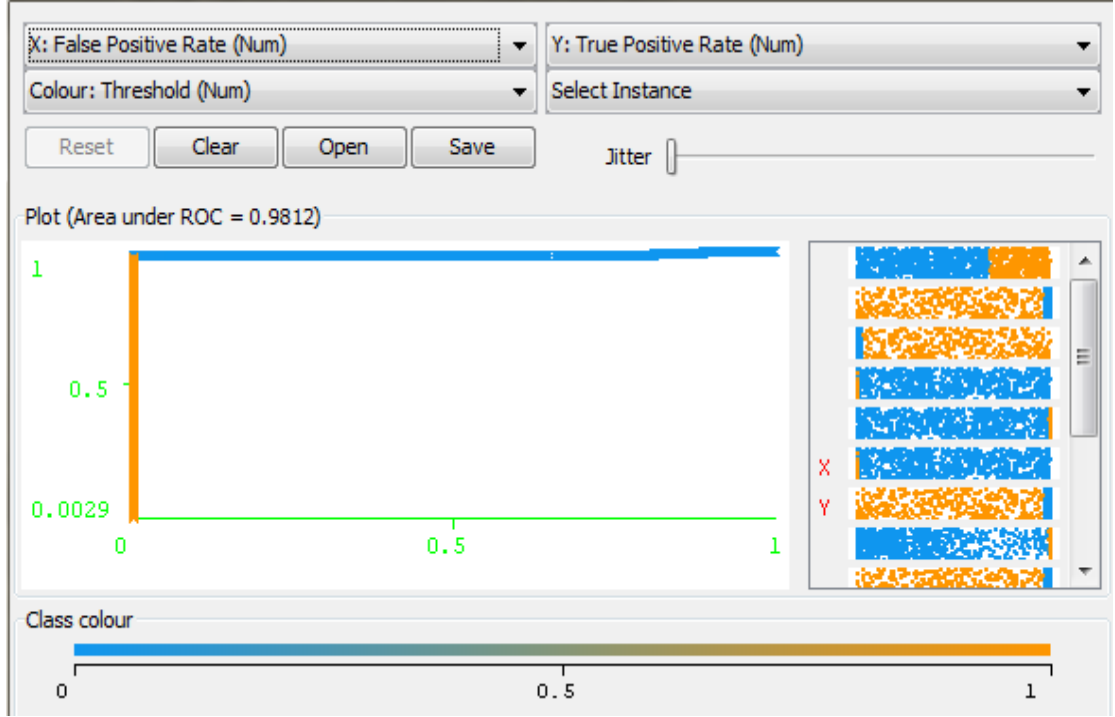 X: False Positive Rate (Num) Y: True Positive Rate (Num)
Colour: Threshold (Num) Select Instance
Reset Clear Open Save Jitter
Plot (Area under ROC = 0.9812)
1
0.5
X
0.0029 Y
0 0.5 1
Class colour
0 0.5 1